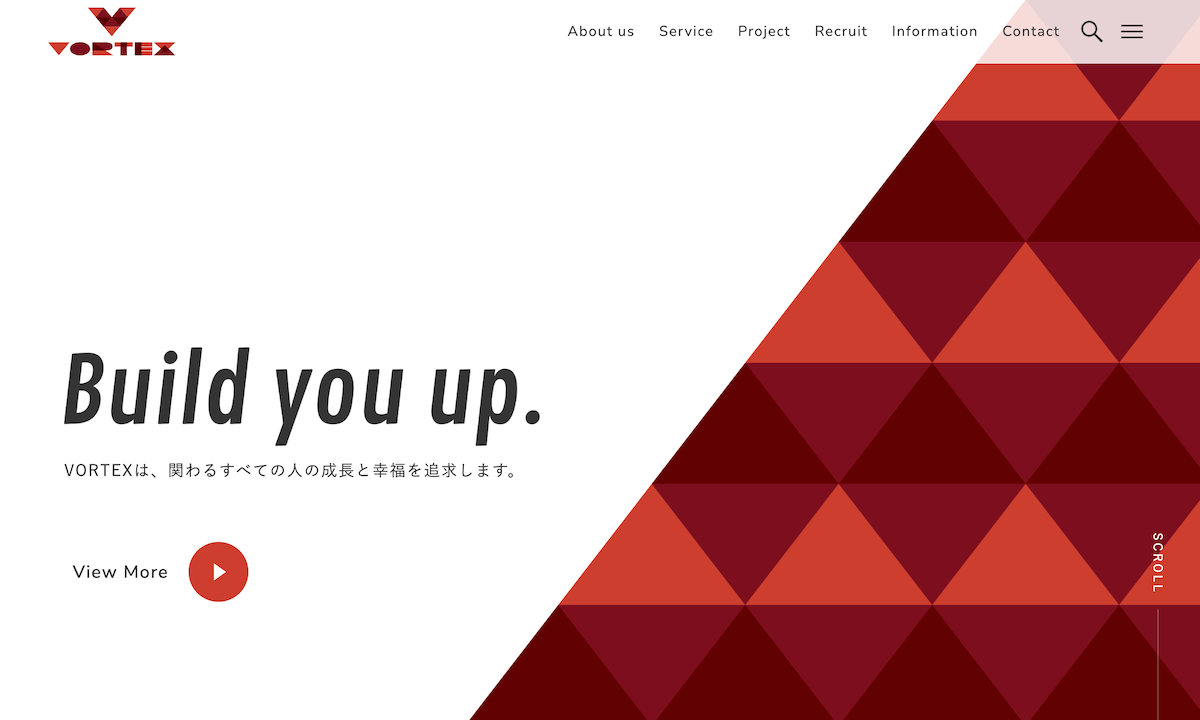 VORTEX
About us Service Project Recruit Information Contact
Build you up.
VORTEXは、関わるすべての人の成長と幸福を追求します。
View More
SCROLL